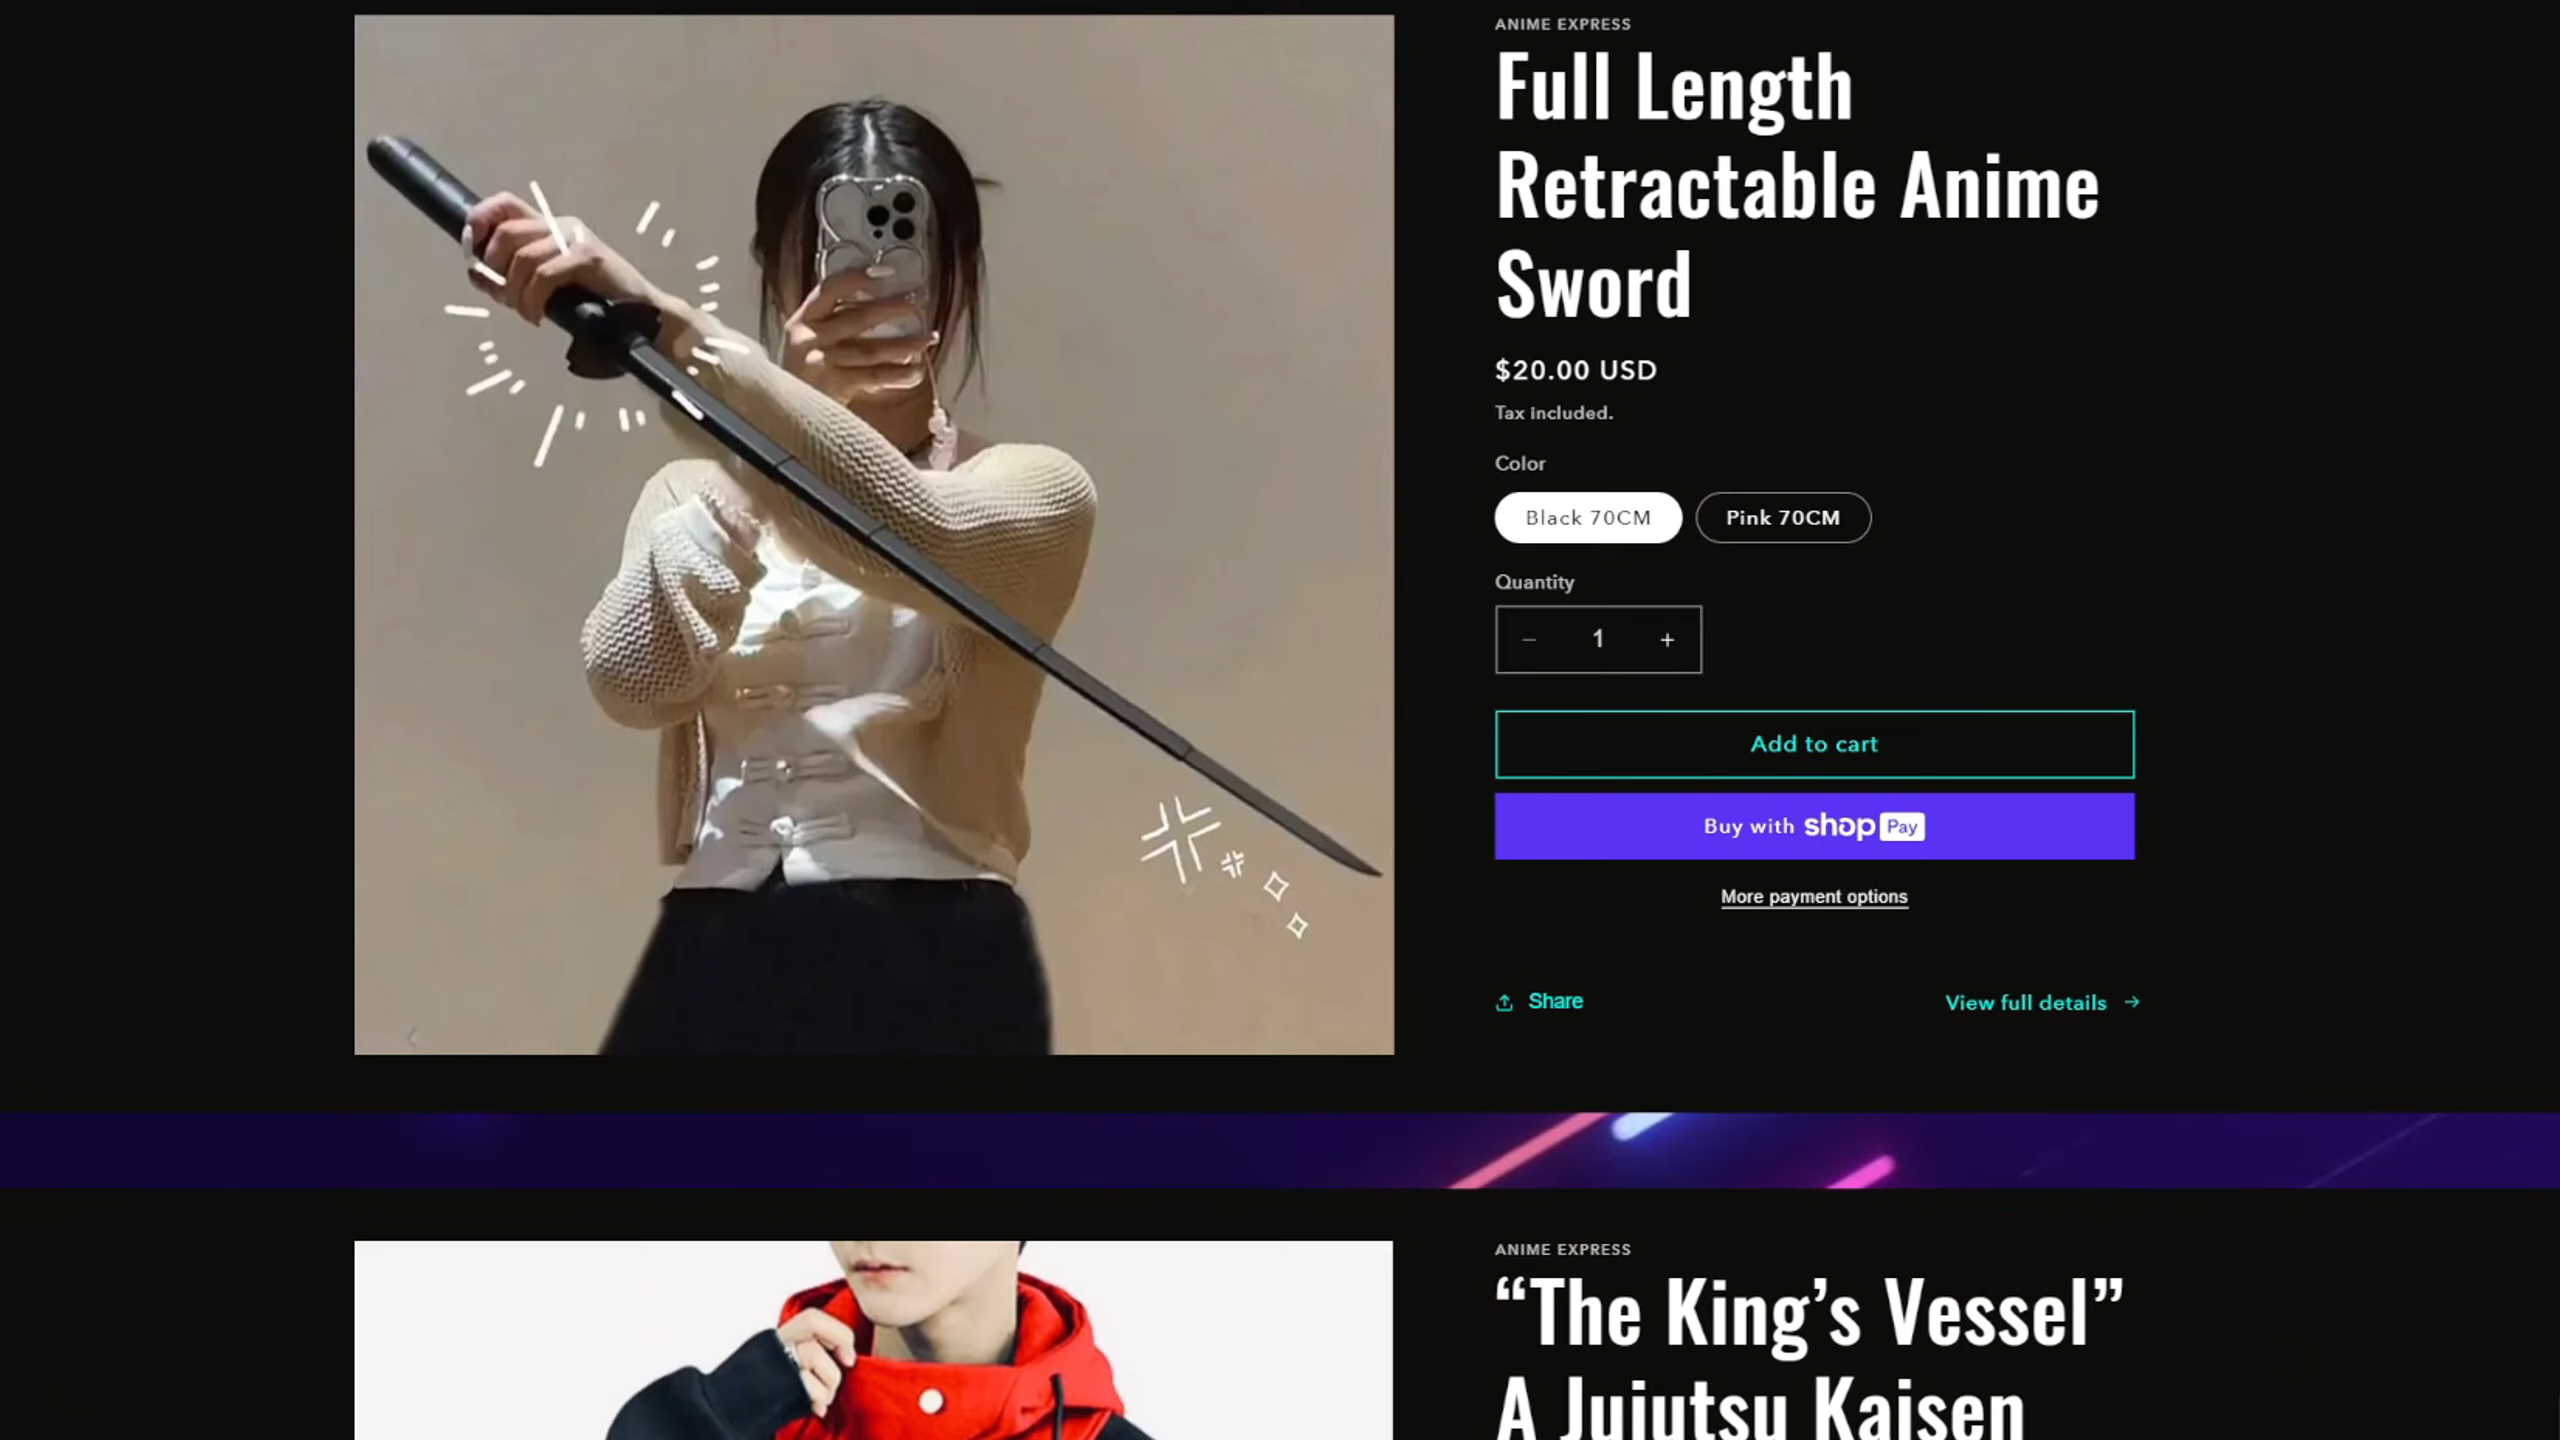 ANIME EXPRESS
Full Length
Retractable Anime
Sword
$20.00 USD
Tax included.
Color
Black 70CM
Pink 70CM
Quantity
− 1 +
Add to cart
Buy with shop Pay
More payment options
Share
View full details →
ANIME EXPRESS
“The King’s Vessel”
A Jujutsu Kaisen